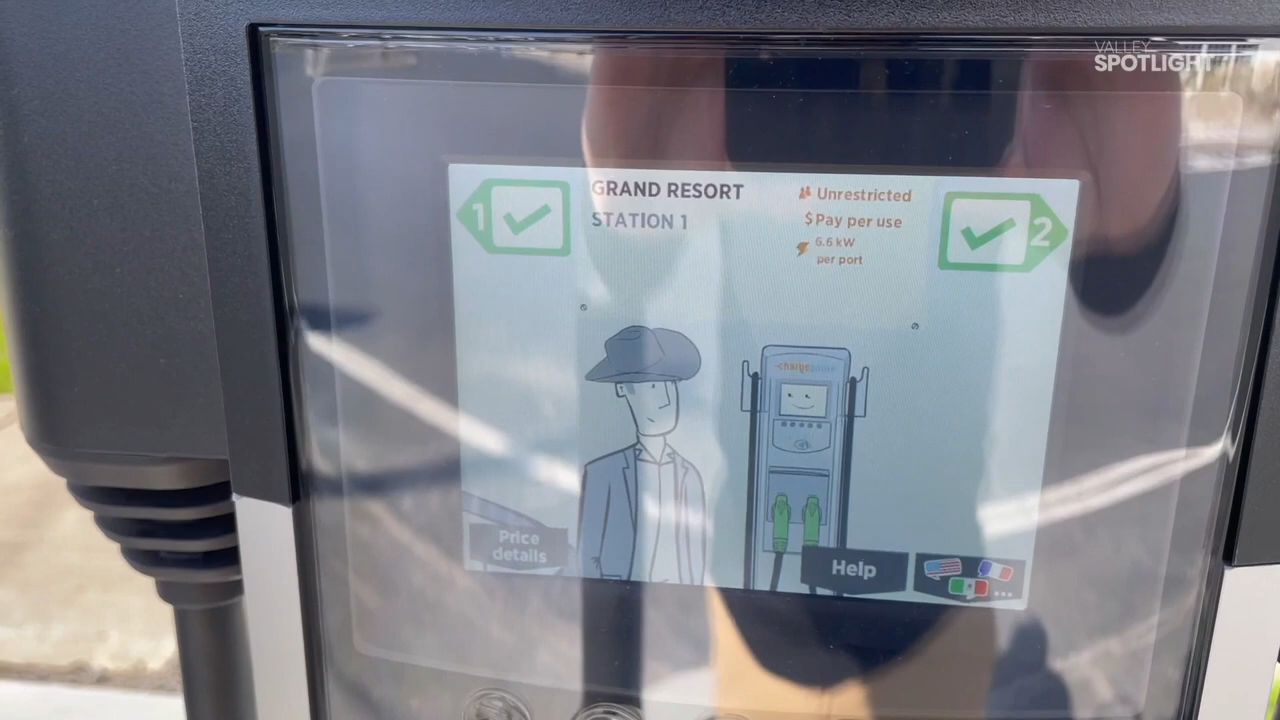 VALLEY
SPOTLIGHT
1
GRAND RESORT
STATION 1
Unrestricted
$ Pay per use
6.6 kW
per port
2
-chargepoin+
Price
details
Help
...